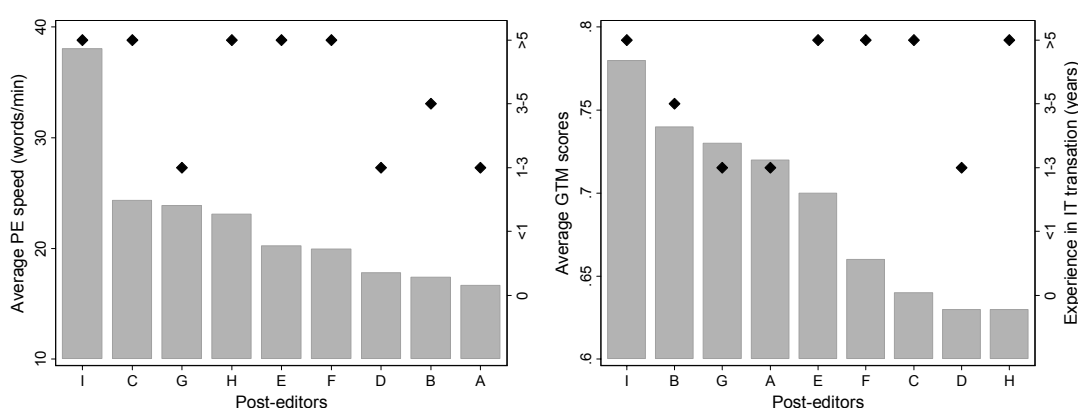 Average PE speed (words/min)
40
30
20
10
>5
3-5
1-3
<1
0
I C G H E F D B A
Post-editors
Average GTM scores
.8
.75
.7
.65
.6
>5
3-5
1-3
<1
0
Experience in IT transation (years)
I B G A E F C D H
Post-editors